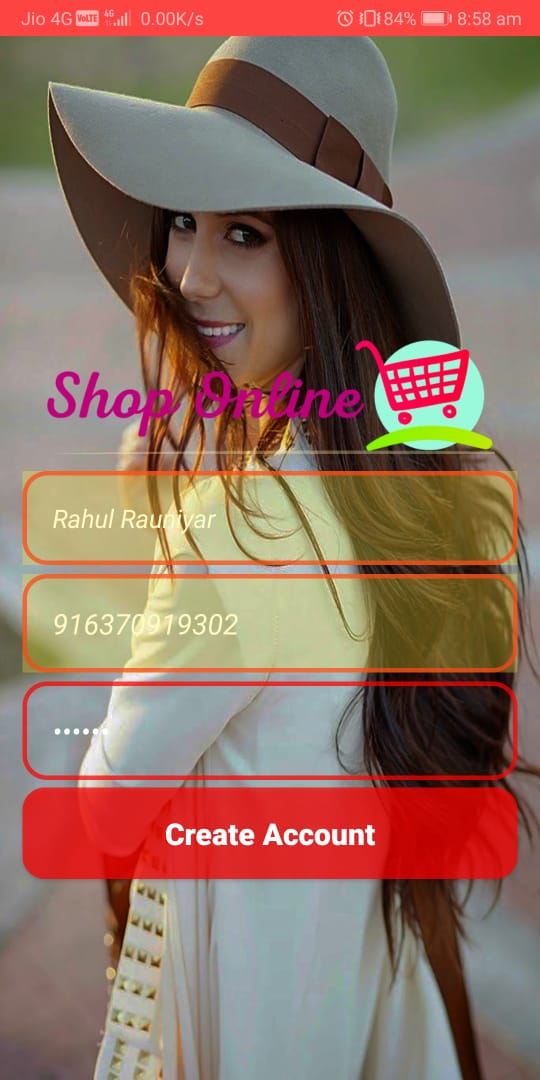 Jio 4G VoLTE 4G 0.00K/s 84% 8:58 am
Shop Online
Rahul Rauniyar
916370919302
••••••
Create Account